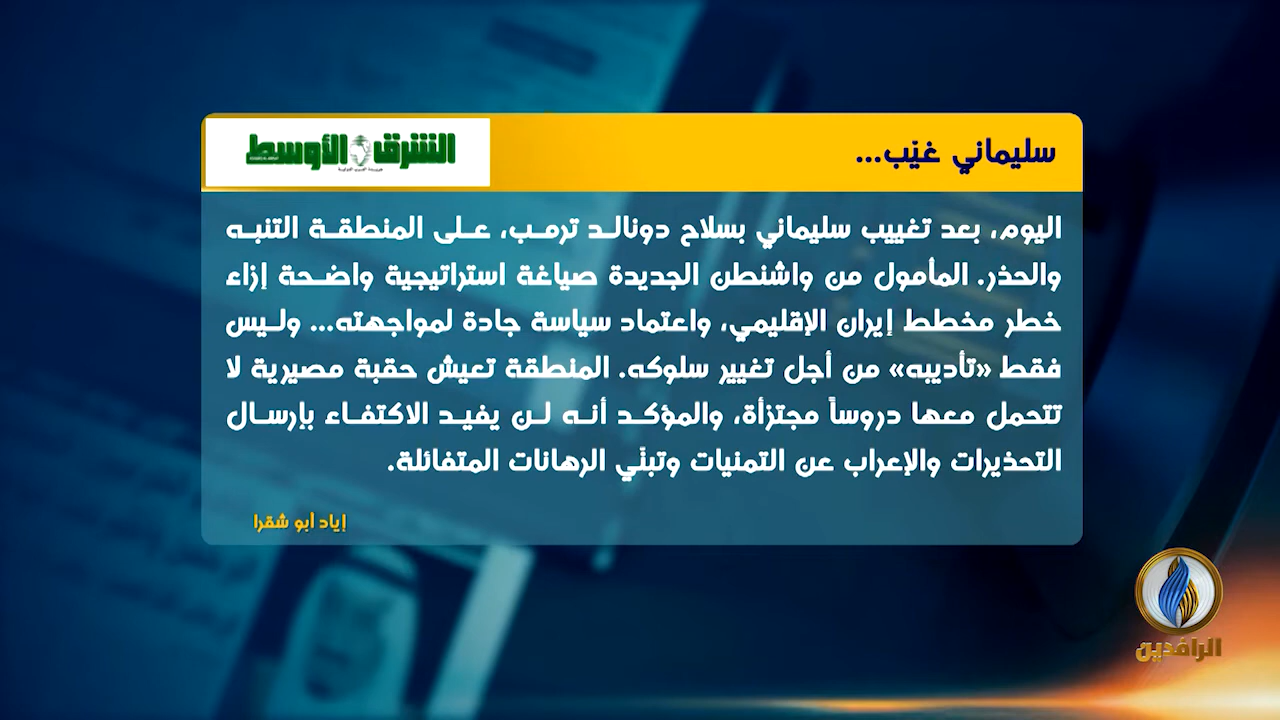 سليماني غيّب...
الشرق الأوسط
اليوم، بعد تغييب سليماني بسلاح دونالد ترمب، على المنطقة التنبه
والحذر. المأمول من واشنطن الجديدة صياغة استراتيجية واضحة إزاء
خطر مخطط إيران الإقليمي، واعتماد سياسة جادة لمواجهته... وليس
فقط «تأديبه» من أجل تغيير سلوكه. المنطقة تعيش حقبة مصيرية لا
تتحمل معها دروساً مجتزأة، والمؤكد أنه لن يفيد الاكتفاء بإرسال
التحذيرات والإعراب عن التمنيات وتبنّي الرهانات المتفائلة.
إياد أبو شقرا
الرافدين